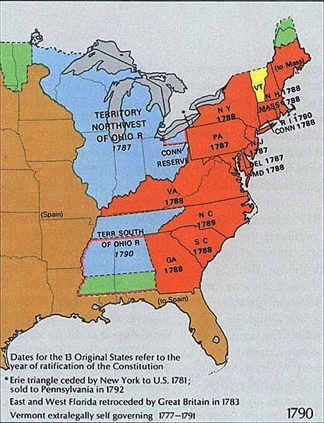 (to Mass)
VT
N H 1788
MASS 1788
N Y
1788
R I 1790
CONN 1788
TERRITORY
NORTHWEST
OF OHIO R
1787
PA
1787
CONN
RESERVE
N J
1787
DEL 1787
MD 1788
VA
1788
(Spain)
N C
1789
TERR SOUTH
OF OHIO R
1790
S C
1788
GA
1788
(to Spain)
Dates for the 13 Original States refer to the
year of ratification of the Constitution
*Erie triangle ceded by New York to U.S. 1781;
sold to Pennsylvania in 1792
East and West Florida retroceded by Great Britain in 1783
Vermont extralegally self governing 1777–1791
1790